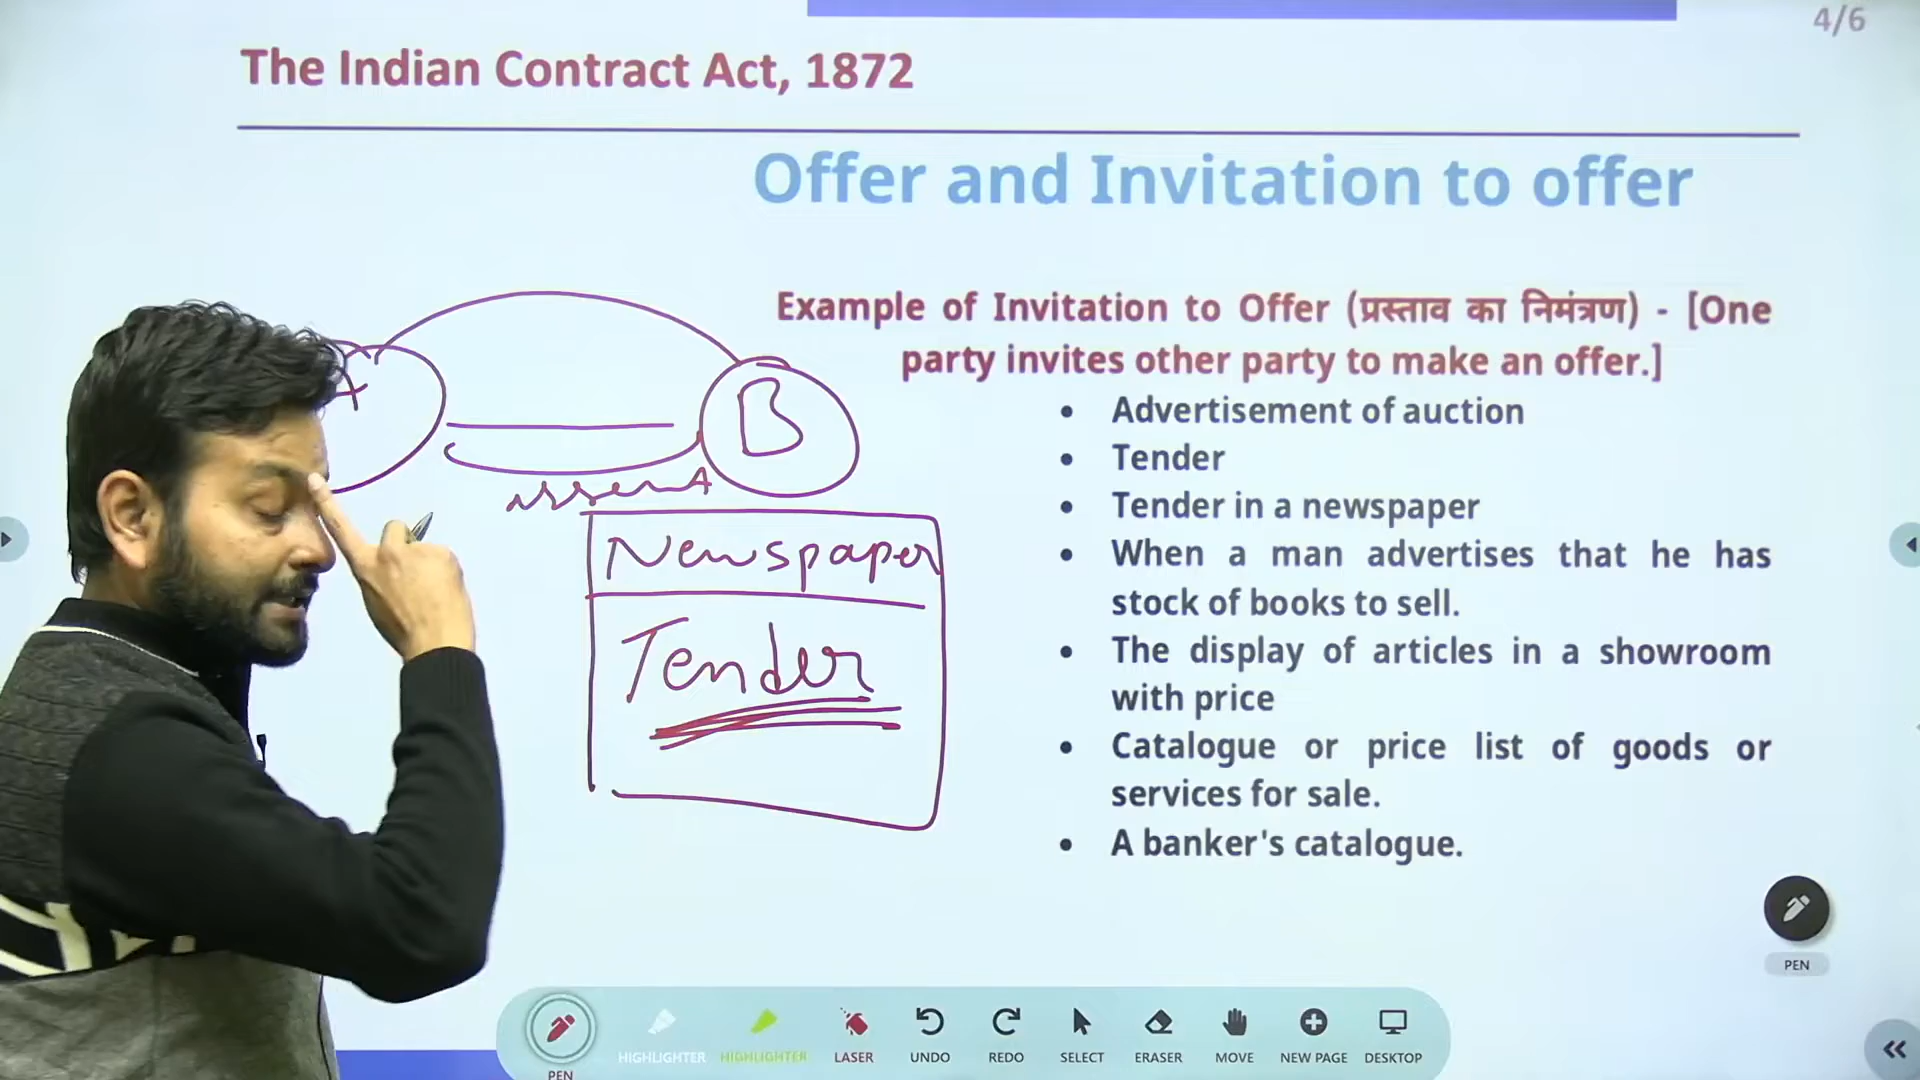 4/6
The Indian Contract Act, 1872
Offer and Invitation to offer
Example of Invitation to Offer (प्रस्ताव का निमंत्रण) - [One
party invites other party to make an offer.]
• Advertisement of auction
• Tender
• Tender in a newspaper
• When a man advertises that he has
stock of books to sell.
• The display of articles in a showroom
with price
• Catalogue or price list of goods or
services for sale.
• A banker's catalogue.
B
assent
Newspaper
Tender
PEN
PEN
HIGHLIGHTER
HIGHLIGHTER
LASER
UNDO
REDO
SELECT
ERASER
MOVE
NEW PAGE
DESKTOP